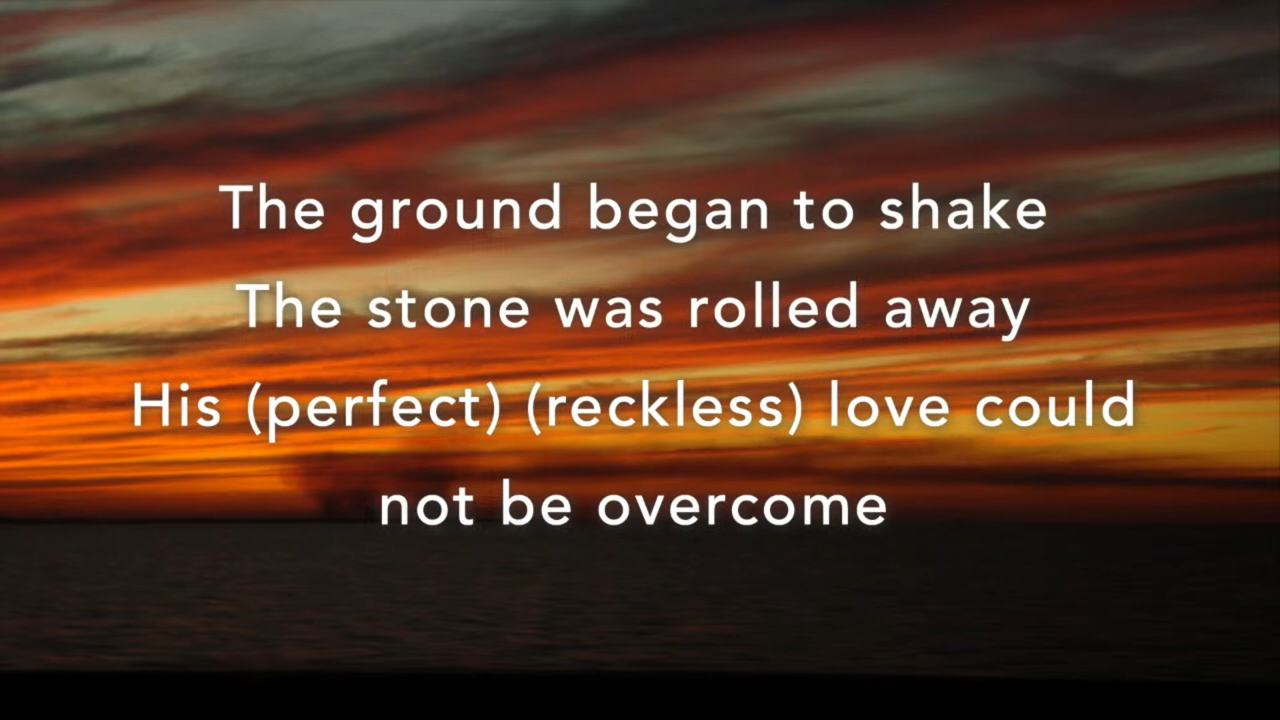 The ground began to shake
The stone was rolled away
His (perfect) (reckless) love could
not be overcome